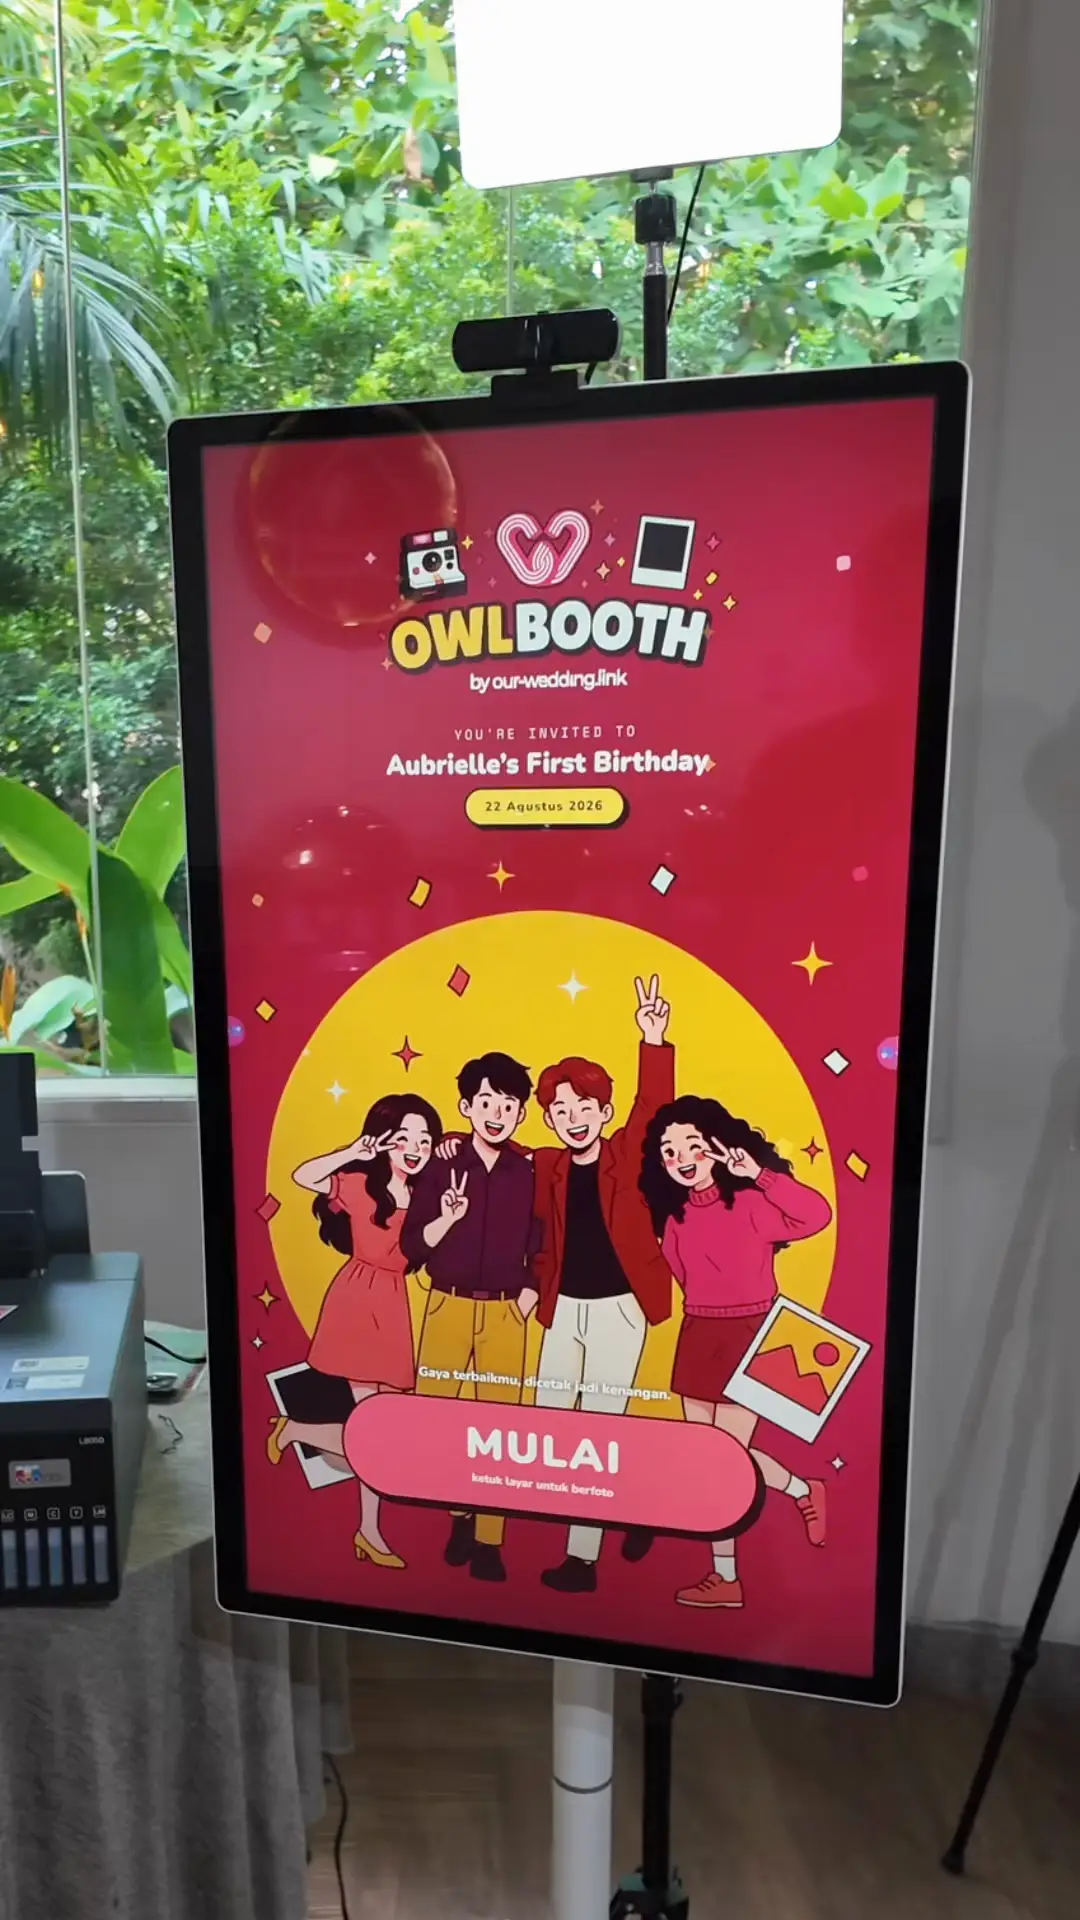 OWLBOOTH
by our-wedding.link
YOU'RE INVITED TO
Aubrielle's First Birthday
22 Agustus 2026
Gaya terbaikmu, dicetak jadi kenangan.
MULAI
ketuk layar untuk berfoto
L8050